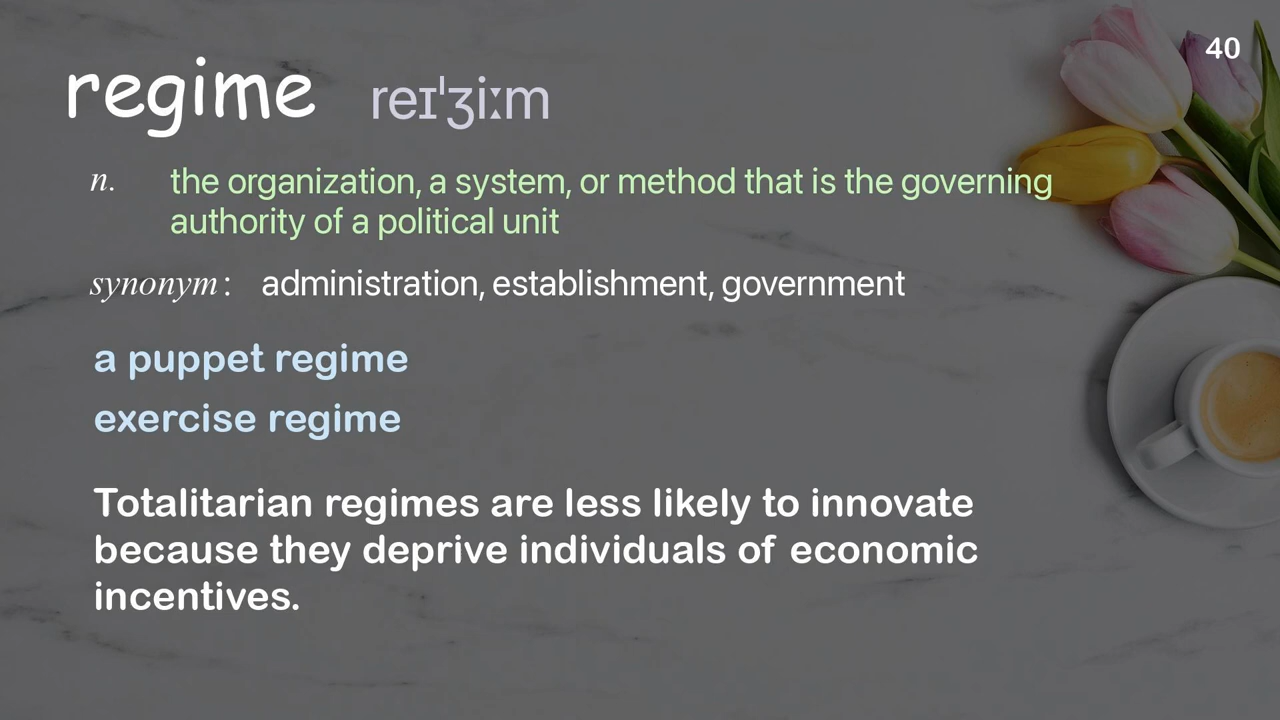 40
regime reɪˈʒiːm
n. the organization, a system, or method that is the governing
authority of a political unit
synonym : administration, establishment, government
a puppet regime
exercise regime
Totalitarian regimes are less likely to innovate
because they deprive individuals of economic
incentives.